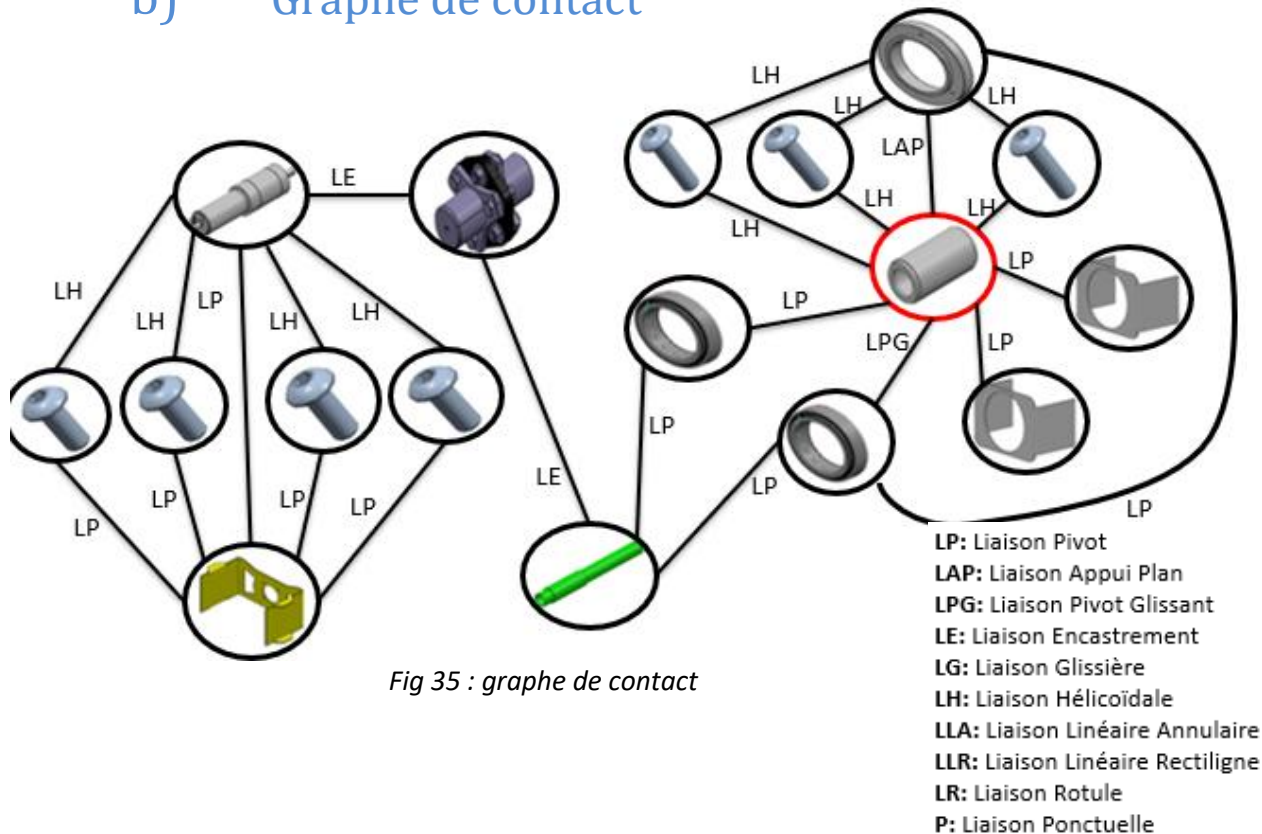 b) Graphe de contact
LH
LH
LH
LAP
LE
LH
LH
LH
LP
LH
LP
LH
LH
LH
LP
LPG
LP
LP
LE
LP
LP
LP
LP
LP
LP
LP: Liaison Pivot
LAP: Liaison Appui Plan
LPG: Liaison Pivot Glissant
LE: Liaison Encastrement
LG: Liaison Glissière
LH: Liaison Hélicoïdale
LLA: Liaison Linéaire Annulaire
LLR: Liaison Linéaire Rectiligne
LR: Liaison Rotule
P: Liaison Ponctuelle
Fig 35 : graphe de contact